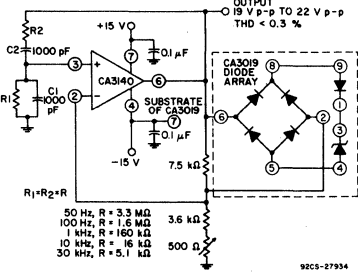 OUTPUT
19 V p-p TO 22 V p-p
THD < 0.3 %
+15 V
R2
C2
1000 pF
0.1 μF
7
3
CA3140
6
2
4
R1
C1
1000
pF
SUBSTRATE
OF CA3019
7
0.1 μF
-15 V
CA3019
DIODE
ARRAY
8
9
6
2
1
3
5
4
7.5 kΩ
3.6 kΩ
500 Ω
R1=R2=R
50 Hz, R = 3.3 MΩ
100 Hz, R = 1.6 MΩ
1 kHz, R = 160 kΩ
10 kHz, R = 16 kΩ
30 kHz, R = 5.1 kΩ
92CS-27934